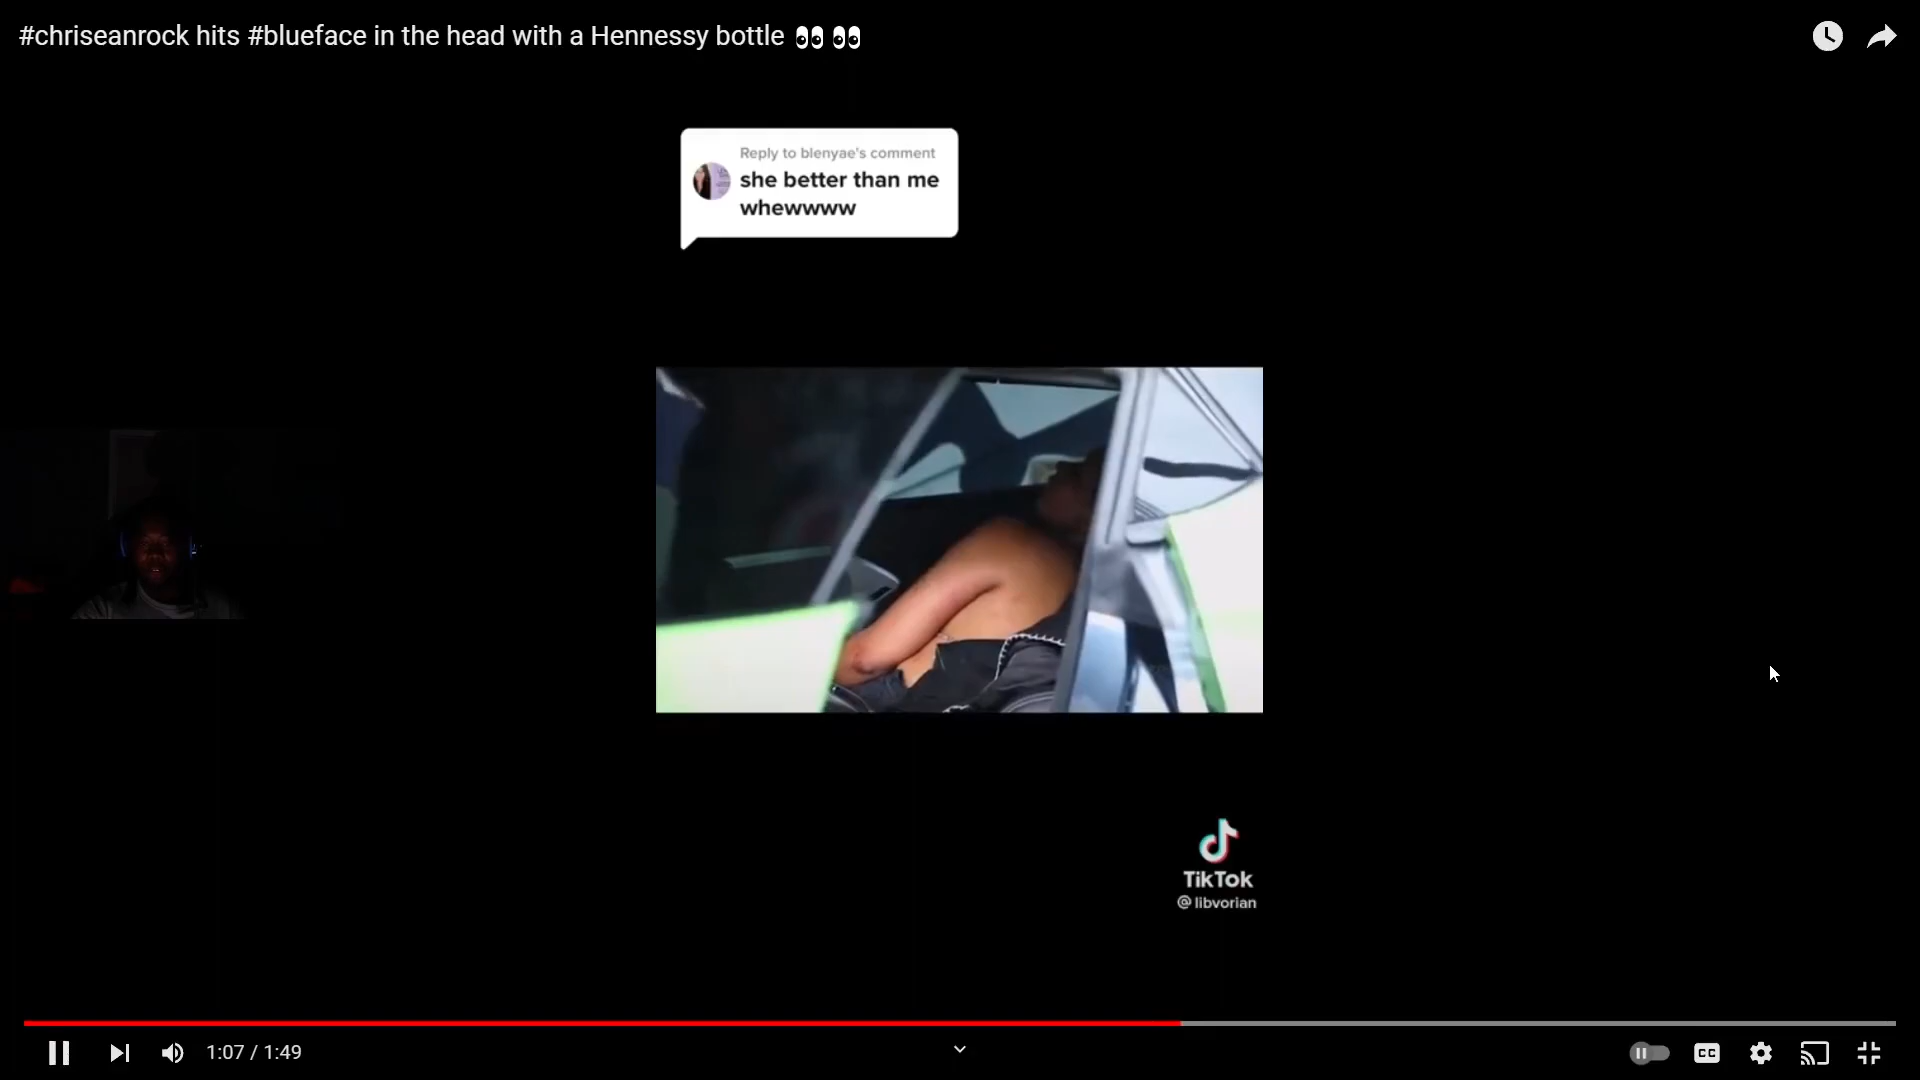 #chriseanrock hits #blueface in the head with a Hennessy bottle 👀 👀
Reply to blenyae's comment
she better than me
whewwww
TikTok
@libvorian
1:07 / 1:49
CC